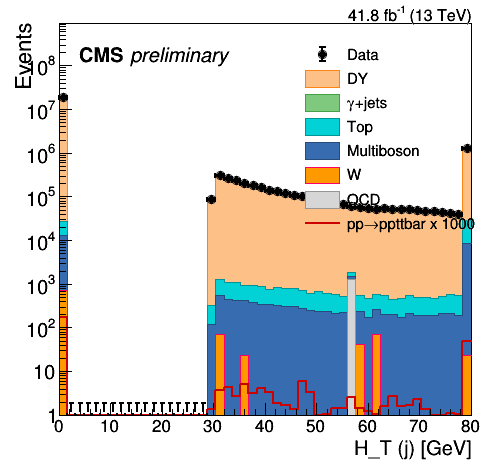 41.8 fb⁻¹ (13 TeV)
Events
CMS preliminary
Data
DY
γ+jets
Top
Multiboson
W
QCD
pp→ppttbar x 1000
10⁸
10⁷
10⁶
10⁵
10⁴
10³
10²
10
1
0 10 20 30 40 50 60 70 80
H_T (j) [GeV]